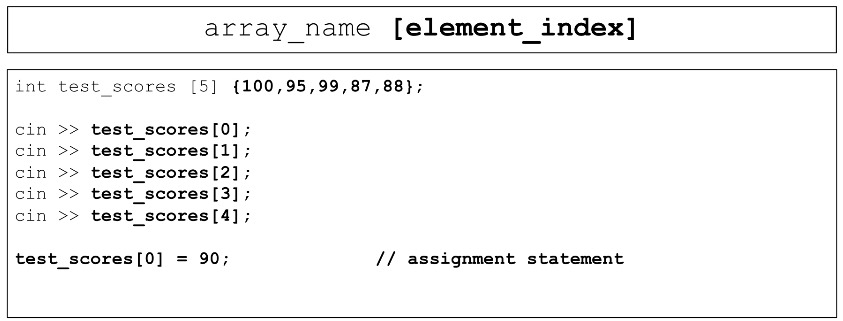 array_name [element_index]
int test_scores [5] {100,95,99,87,88};
cin >> test_scores[0];
cin >> test_scores[1];
cin >> test_scores[2];
cin >> test_scores[3];
cin >> test_scores[4];
test_scores[0] = 90; // assignment statement